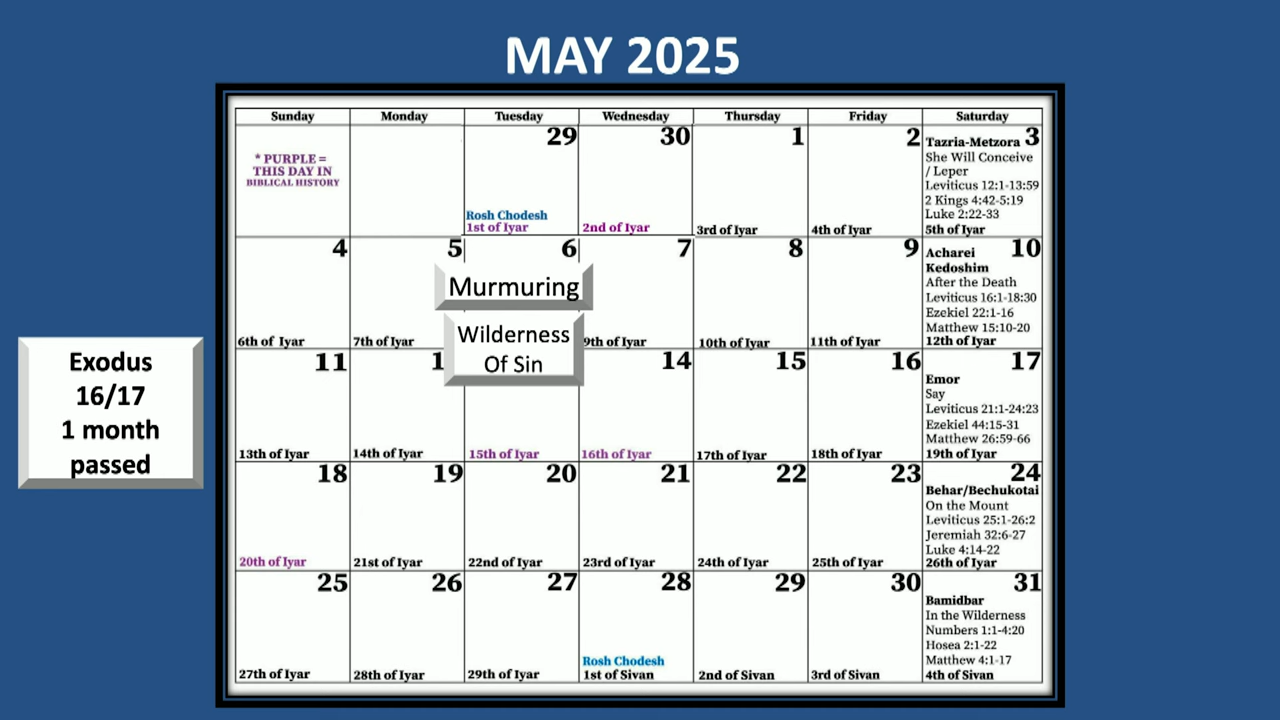 MAY 2025
Sunday Monday Tuesday Wednesday Thursday Friday Saturday
* PURPLE =
THIS DAY IN
BIBLICAL HISTORY
29
Rosh Chodesh
1st of Iyar
30
2nd of Iyar
1
3rd of Iyar
2
4th of Iyar
Tazria-Metzora 3
She Will Conceive
/ Leper
Leviticus 12:1-13:59
2 Kings 4:42-5:19
Luke 2:22-33
5th of Iyar
4
6th of Iyar
5
7th of Iyar
6
Murmuring
Wilderness
Of Sin
7
9th of Iyar
8
10th of Iyar
9
11th of Iyar
Acharei 10
Kedoshim
After the Death
Leviticus 16:1-18:30
Ezekiel 22:1-16
Matthew 15:10-20
12th of Iyar
Exodus
16/17
1 month
passed
11
13th of Iyar
1
14th of Iyar
15th of Iyar
14
16th of Iyar
15
17th of Iyar
16
18th of Iyar
17
Emor
Say
Leviticus 21:1-24:23
Ezekiel 44:15-31
Matthew 26:59-66
19th of Iyar
18
20th of Iyar
19
21st of Iyar
20
22nd of Iyar
21
23rd of Iyar
22
24th of Iyar
23
25th of Iyar
24
Behar/Bechukotai
On the Mount
Leviticus 25:1-26:2
Jeremiah 32:6-27
Luke 4:14-22
26th of Iyar
25
27th of Iyar
26
28th of Iyar
27
29th of Iyar
28
Rosh Chodesh
1st of Sivan
29
2nd of Sivan
30
3rd of Sivan
31
Bamidbar
In the Wilderness
Numbers 1:1-4:20
Hosea 2:1-22
Matthew 4:1-17
4th of Sivan